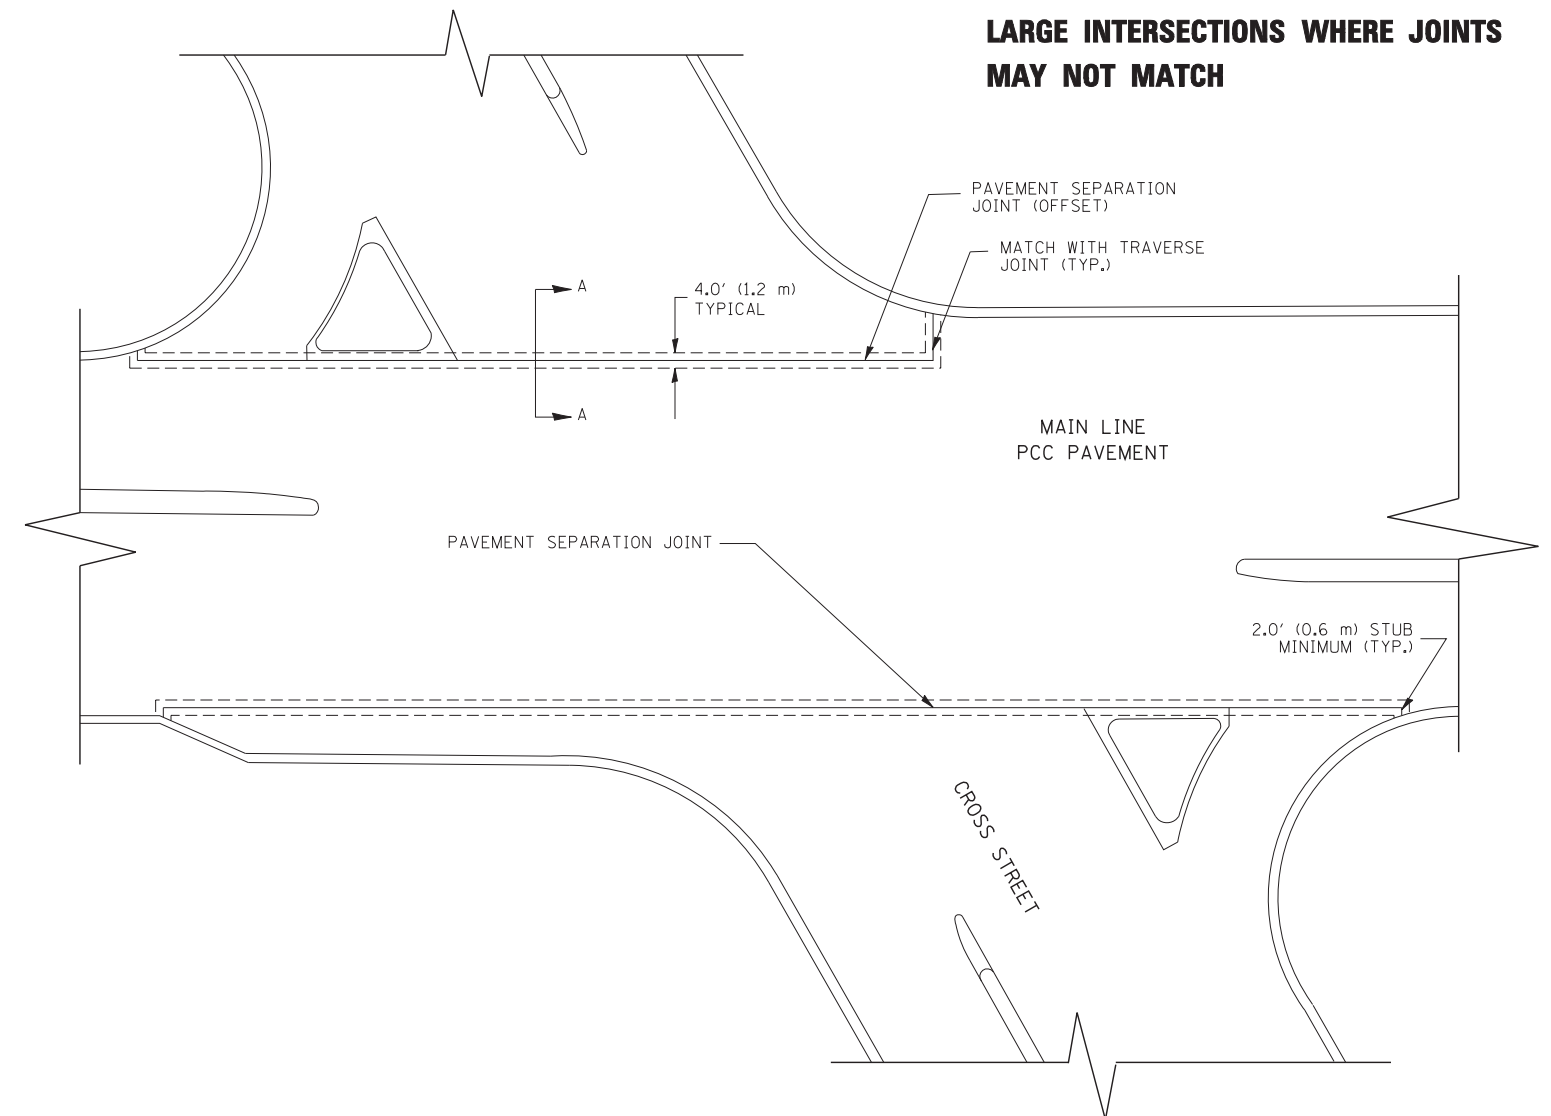 LARGE INTERSECTIONS WHERE JOINTS
MAY NOT MATCH
PAVEMENT SEPARATION
JOINT (OFFSET)
MATCH WITH TRAVERSE
JOINT (TYP.)
A
4.0' (1.2 m)
TYPICAL
A
MAIN LINE
PCC PAVEMENT
PAVEMENT SEPARATION JOINT
2.0' (0.6 m) STUB
MINIMUM (TYP.)
CROSS STREET